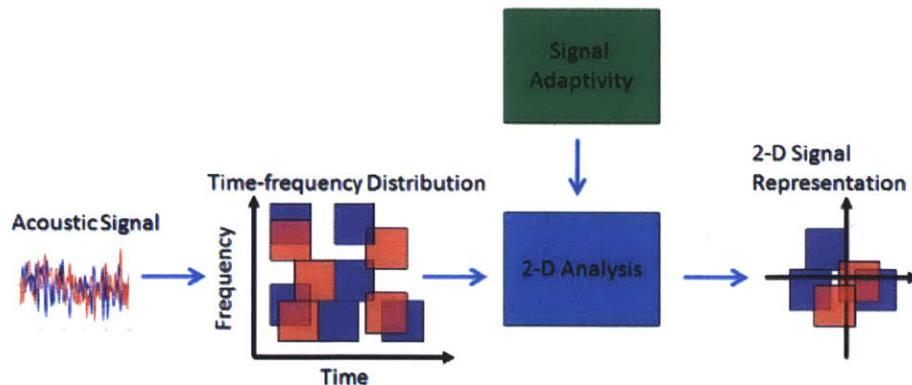 Signal
Adaptivity
Time-frequency Distribution
2-D Signal
Representation
Acoustic Signal
Frequency
2-D Analysis
Time